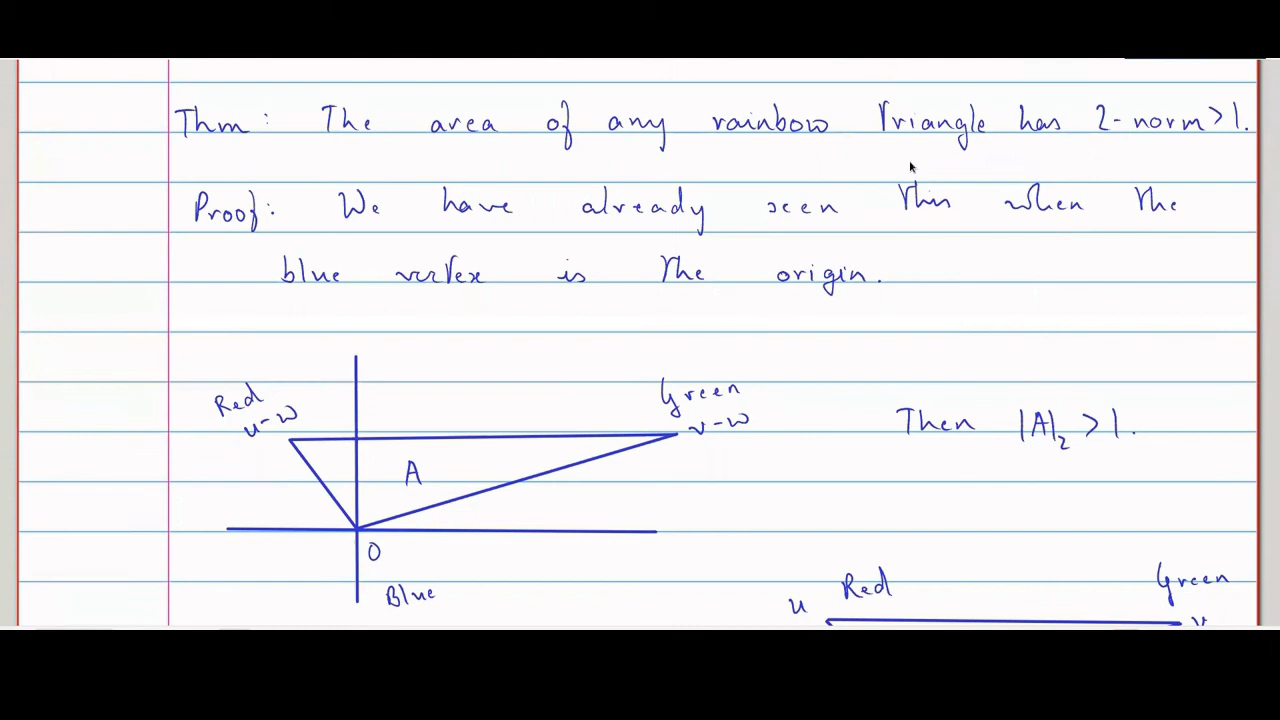 Thm: The area of any rainbow Triangle has 2-norm > 1.
Proof: We have already seen this when the
blue vertex is the origin.
Red
u-w
Green
v-w
A
Then |A|₂ > 1.
O
Blue
u Red
Green
v